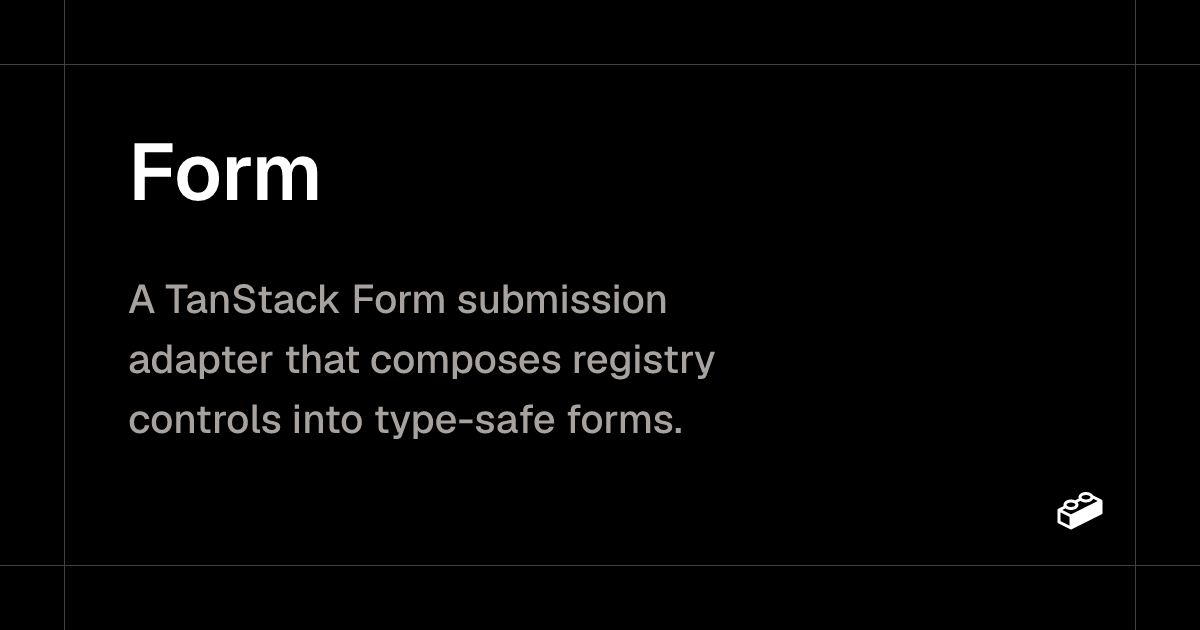 Form
A TanStack Form submission
adapter that composes registry
controls into type-safe forms.